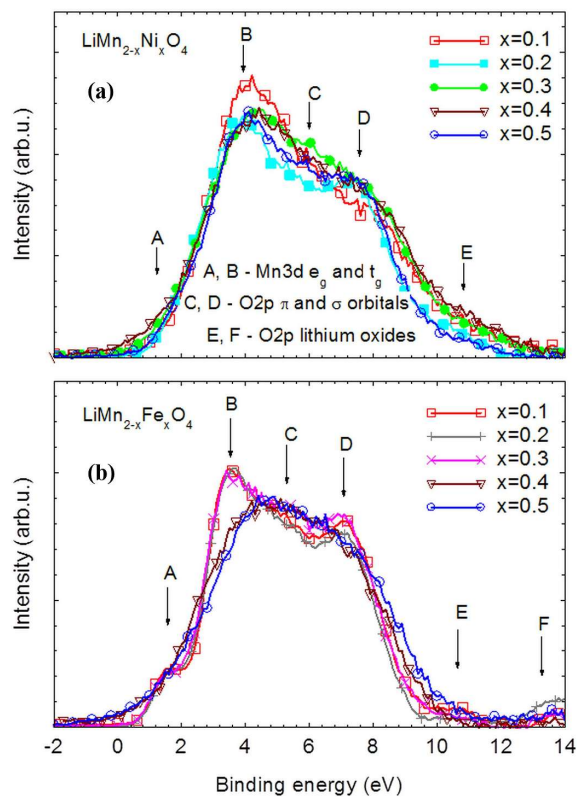 LiMn2-xNixO4
(a)
B
C
D
A
E
x=0.1
x=0.2
x=0.3
x=0.4
x=0.5
A, B - Mn3d eg and tg
C, D - O2p π and σ orbitals
E, F - O2p lithium oxides
Intensity (arb.u.)
LiMn2-xFexO4
(b)
B
C
D
A
E
F
x=0.1
x=0.2
x=0.3
x=0.4
x=0.5
Intensity (arb.u.)
-2 0 2 4 6 8 10 12 14
Binding energy (eV)